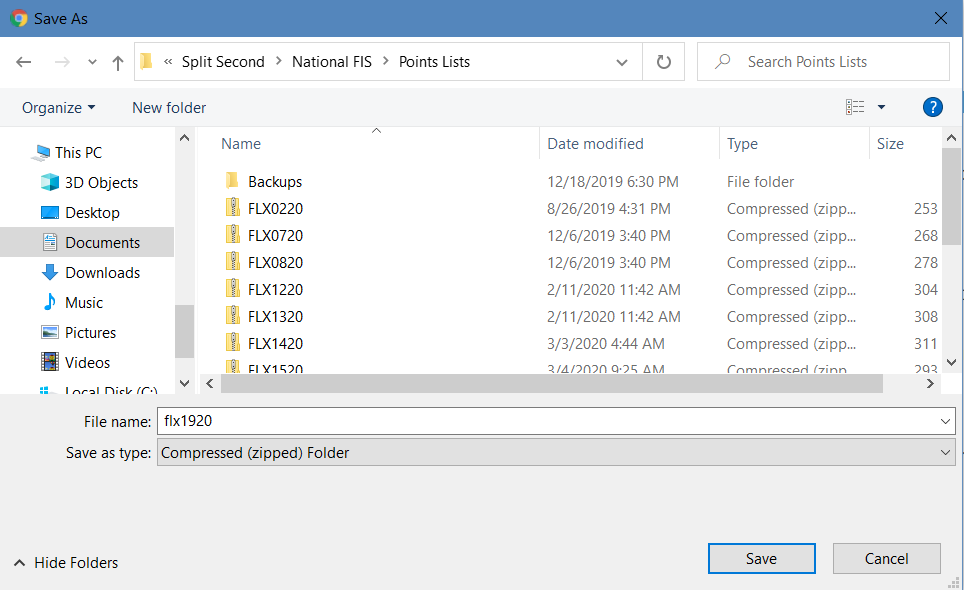 Save As
« Split Second > National FIS > Points Lists
Search Points Lists
Organize
New folder
?
Name
Date modified
Type
Size
This PC
3D Objects
Desktop
Documents
Downloads
Music
Pictures
Videos
Local Disk (C:)
Backups 12/18/2019 6:30 PM File folder
FLX0220 8/26/2019 4:31 PM Compressed (zipp... 253
FLX0720 12/6/2019 3:40 PM Compressed (zipp... 268
FLX0820 12/6/2019 3:40 PM Compressed (zipp... 278
FLX1220 2/11/2020 11:42 AM Compressed (zipp... 304
FLX1320 2/11/2020 11:42 AM Compressed (zipp... 308
FLX1420 3/3/2020 4:44 AM Compressed (zipp... 311
FLX1520 3/4/2020 9:25 AM Compressed (zipp... 293
File name: flx1920
Save as type: Compressed (zipped) Folder
Hide Folders
Save
Cancel